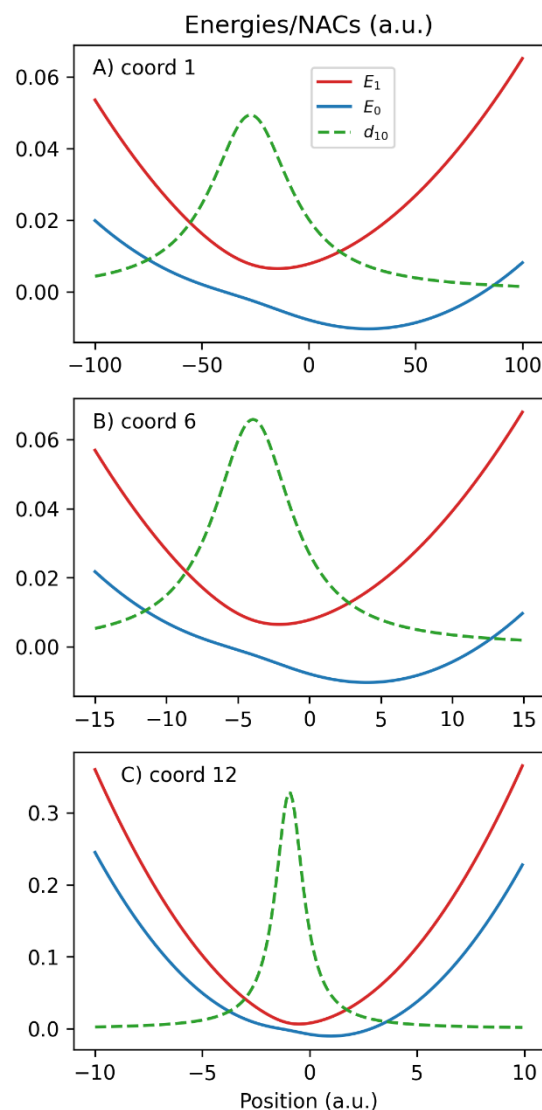 Energies/NACs (a.u.)
A) coord 1
E₁
E₀
d₁₀
0.06
0.04
0.02
0.00
−100 −50 0 50 100
B) coord 6
0.06
0.04
0.02
0.00
−15 −10 −5 0 5 10 15
C) coord 12
0.3
0.2
0.1
0.0
−10 −5 0 5 10
Position (a.u.)